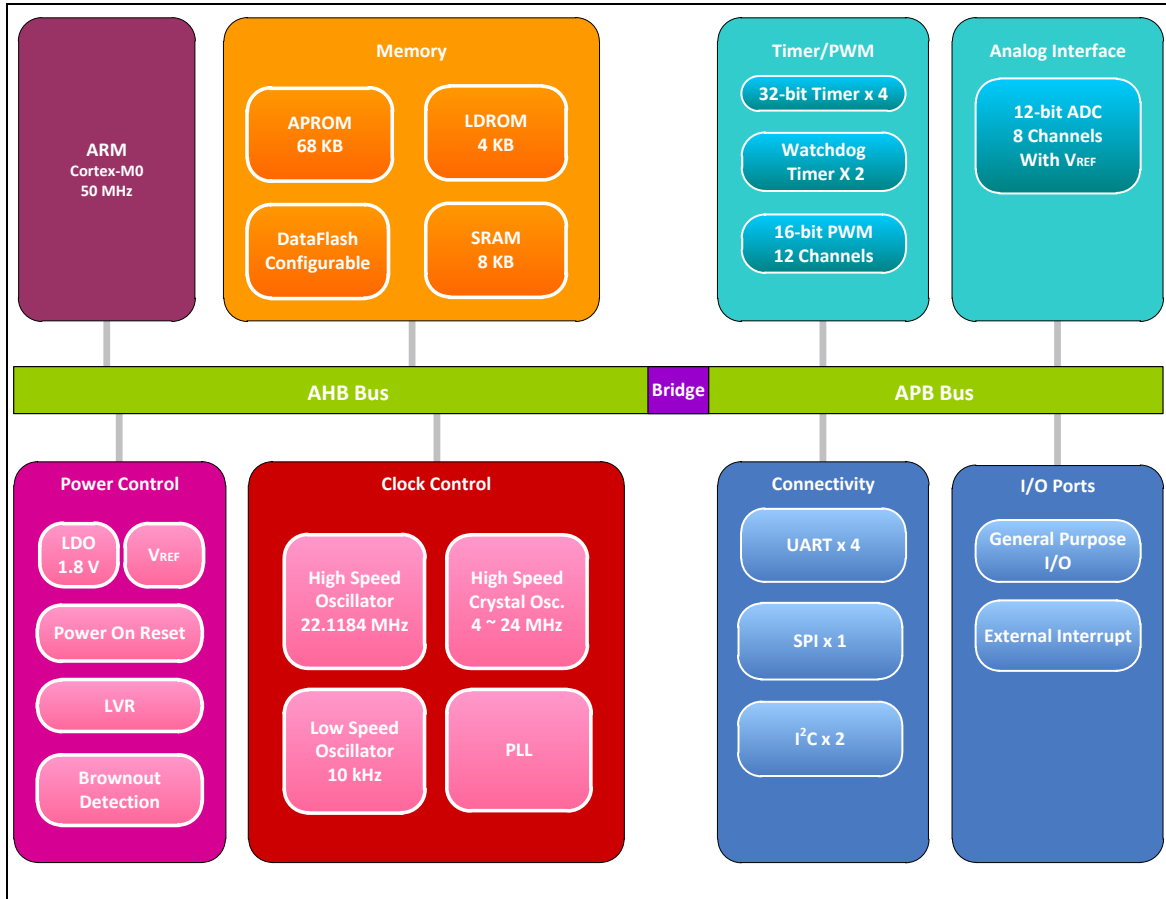 ARM
Cortex-M0
50 MHz
Memory
APROM
68 KB
LDROM
4 KB
DataFlash
Configurable
SRAM
8 KB
Timer/PWM
32-bit Timer x 4
Watchdog
Timer X 2
16-bit PWM
12 Channels
Analog Interface
12-bit ADC
8 Channels
With VREF
AHB Bus
Bridge
APB Bus
Power Control
LDO
1.8 V
VREF
Power On Reset
LVR
Brownout
Detection
Clock Control
High Speed
Oscillator
22.1184 MHz
High Speed
Crystal Osc.
4 ~ 24 MHz
Low Speed
Oscillator
10 kHz
PLL
Connectivity
UART x 4
SPI x 1
I²C x 2
I/O Ports
General Purpose
I/O
External Interrupt